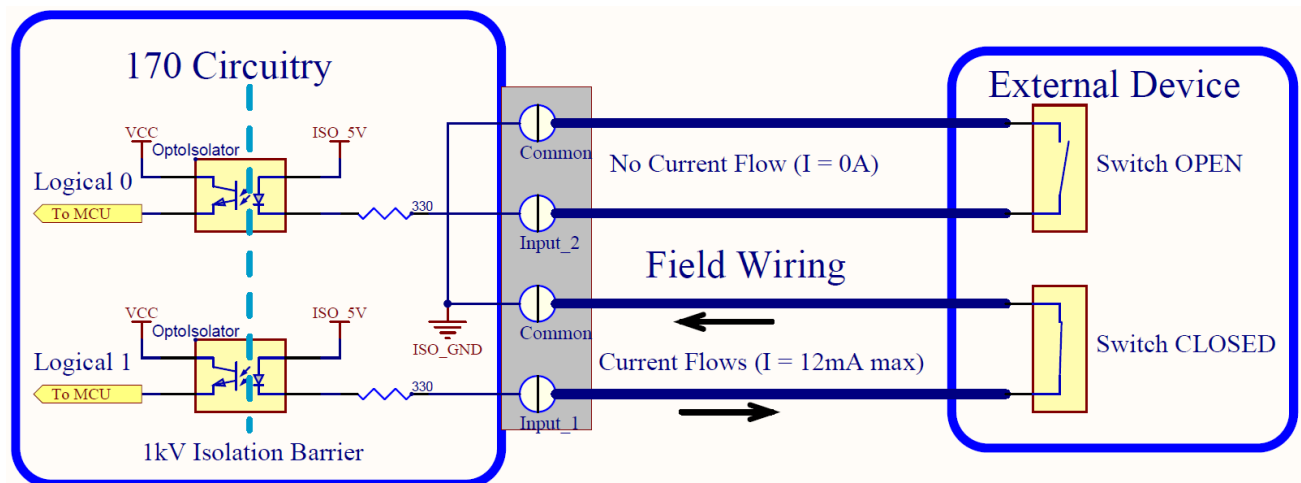 170 Circuitry
External Device
VCC
OptoIsolator
ISO_5V
Logical 0
To MCU
330
Common
No Current Flow (I = 0A)
Switch OPEN
Input_2
Field Wiring
VCC
OptoIsolator
ISO_5V
ISO_GND
Common
Logical 1
To MCU
330
Current Flows (I = 12mA max)
Switch CLOSED
Input_1
1kV Isolation Barrier